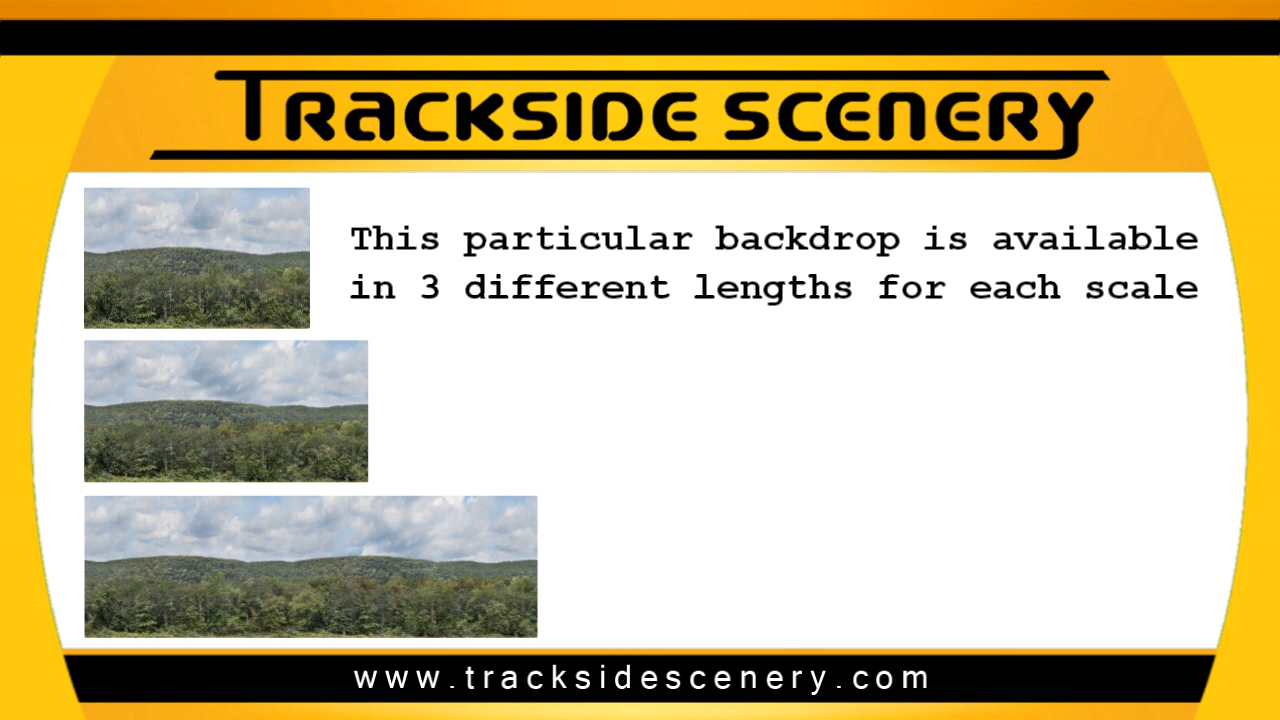 TRACKSIDE SCENERY
This particular backdrop is available
in 3 different lengths for each scale
www.tracksidescenery.com